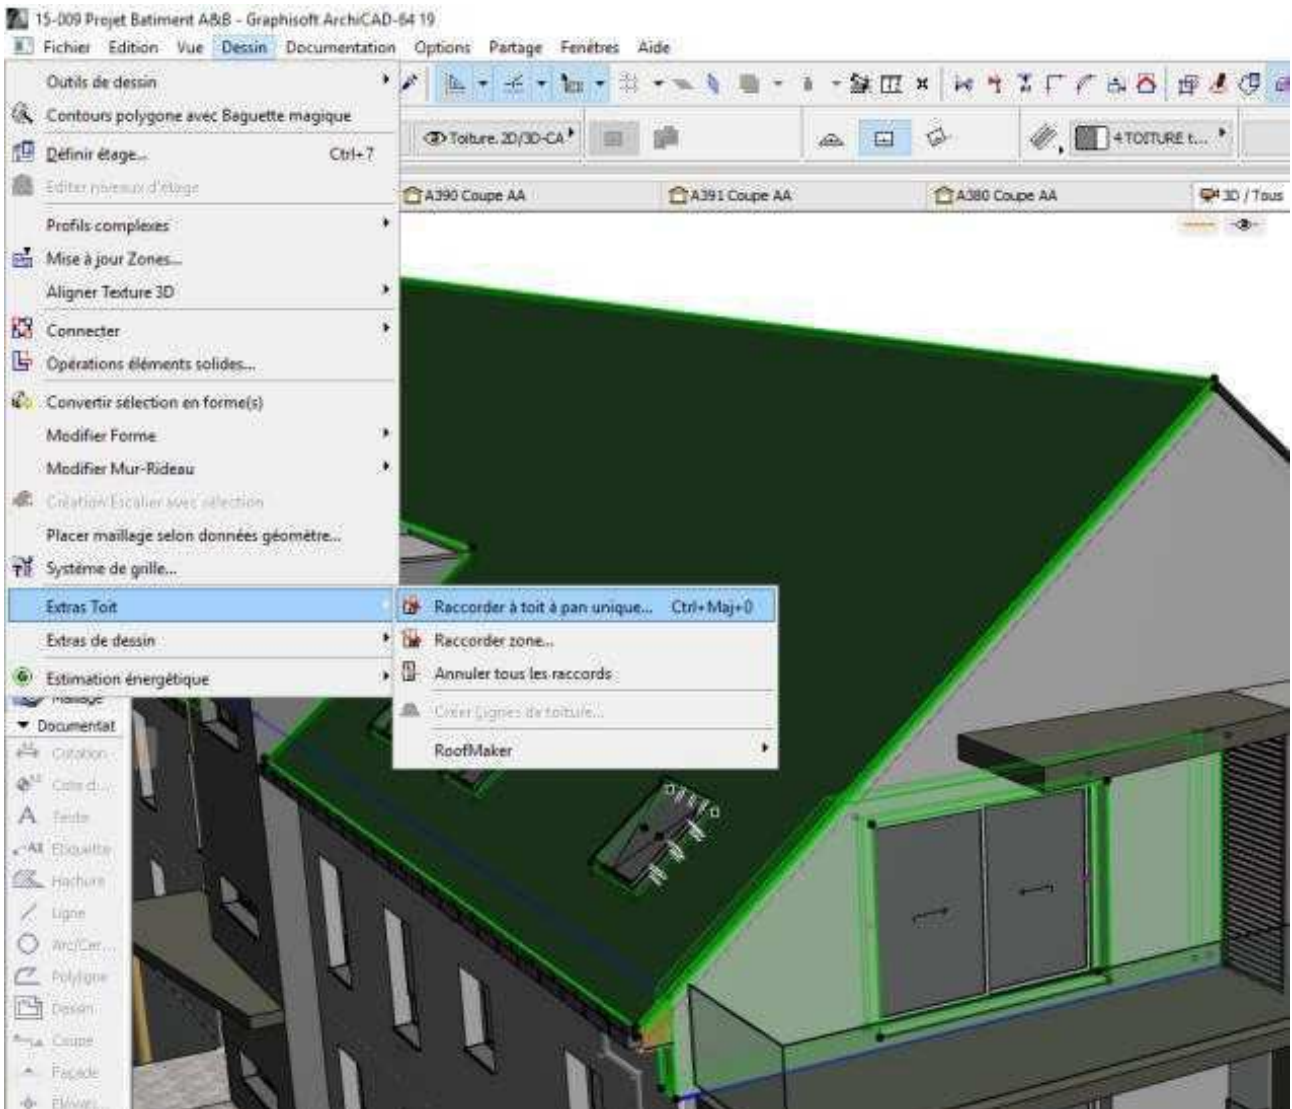 15-009 Projet Batiment A&B - Graphisoft ArchiCAD-64 19
Fichier Edition Vue Dessin Documentation Options Partage Fenêtres Aide
Outils de dessin
Contours polygone avec Baguette magique
Définir étage... Ctrl+7
Editer niveaux d'étage
Profils complexes
Mise à jour Zones...
Aligner Texture 3D
Connecter
Opérations éléments solides...
Convertir sélection en forme(s)
Modifier Forme
Modifier Mur-Rideau
Création Escalier avec sélection
Placer maillage selon données géomètre...
Système de grille...
Extras Toit
Extras de dessin
Estimation énergétique
Toiture. 2D/3D-CA
4 TOITURE t...
A390 Coupe AA
A391 Coupe AA
A380 Coupe AA
3D / Tous
Raccorder à toit à pan unique... Ctrl+Maj+0
Raccorder zone...
Annuler tous les raccords
Créer Lignes de toiture...
RoofMaker
Maillage
Documentat
Cotation
Cote d...
A Texte
A1 Etiquette
Hachure
Ligne
Arc/Cer...
Polyligne
Dessin
Coupe
Façade
Elévati...